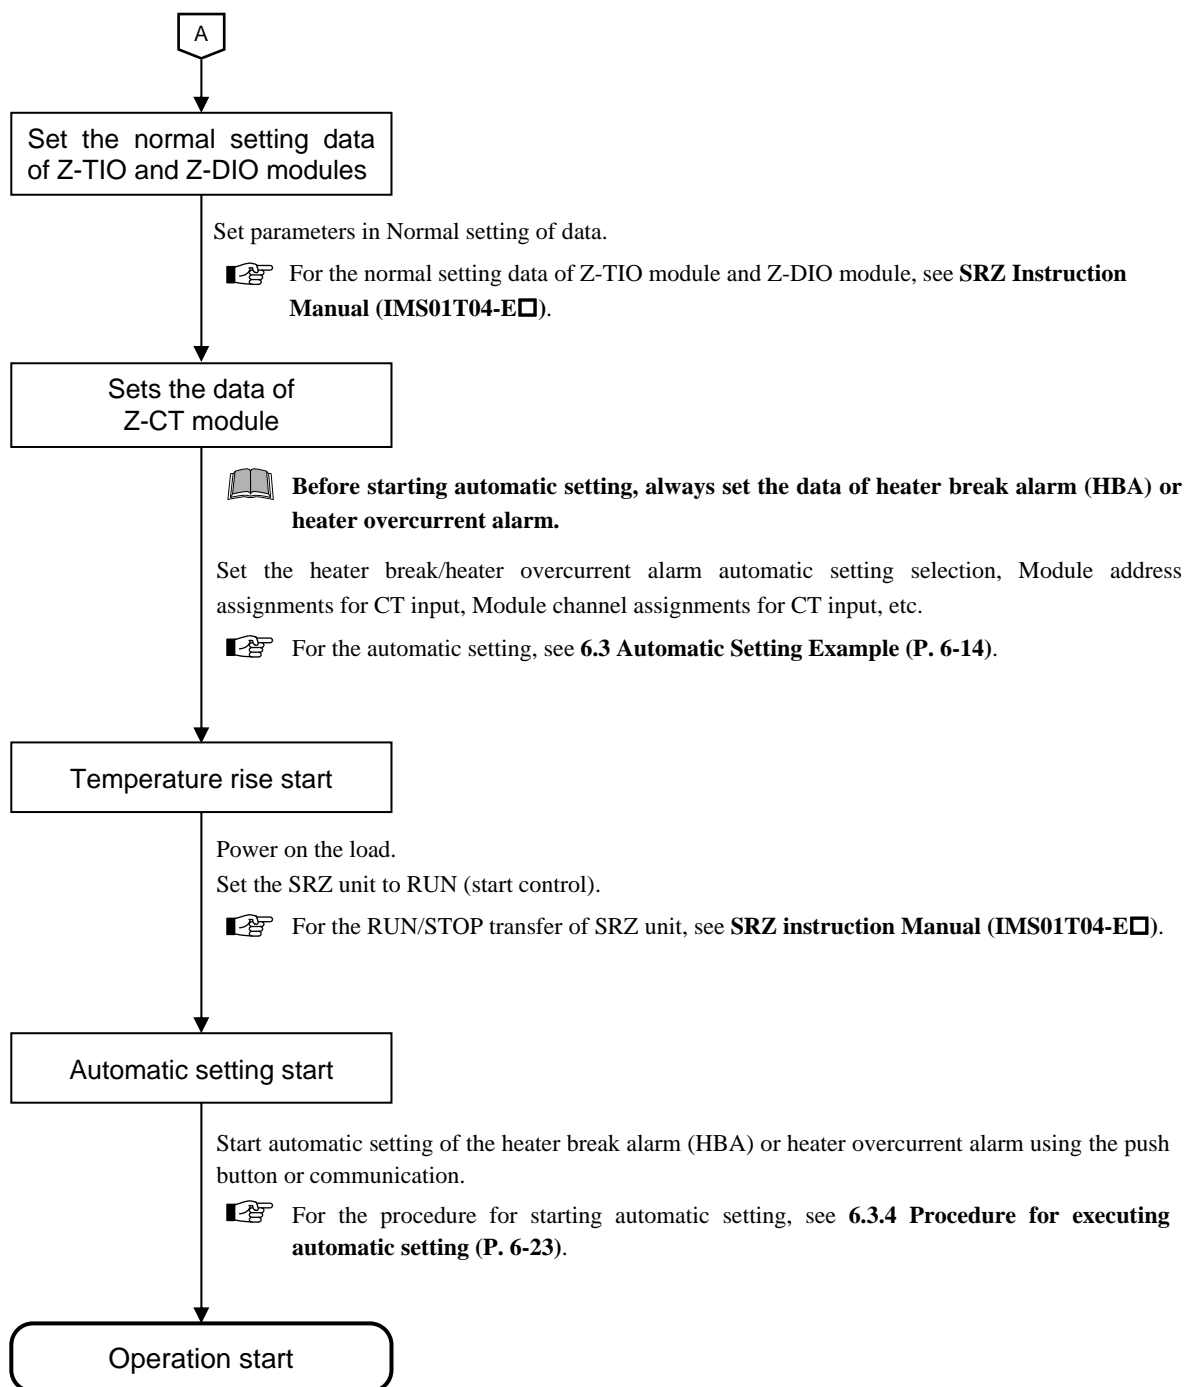 A
Set the normal setting data
of Z-TIO and Z-DIO modules
Set parameters in Normal setting of data.
For the normal setting data of Z-TIO module and Z-DIO module, see SRZ Instruction
Manual (IMS01T04-E□).
Sets the data of
Z-CT module
Before starting automatic setting, always set the data of heater break alarm (HBA) or
heater overcurrent alarm.
Set the heater break/heater overcurrent alarm automatic setting selection, Module address
assignments for CT input, Module channel assignments for CT input, etc.
For the automatic setting, see 6.3 Automatic Setting Example (P. 6-14).
Temperature rise start
Power on the load.
Set the SRZ unit to RUN (start control).
For the RUN/STOP transfer of SRZ unit, see SRZ instruction Manual (IMS01T04-E□).
Automatic setting start
Start automatic setting of the heater break alarm (HBA) or heater overcurrent alarm using the push
button or communication.
For the procedure for starting automatic setting, see 6.3.4 Procedure for executing
automatic setting (P. 6-23).
Operation start